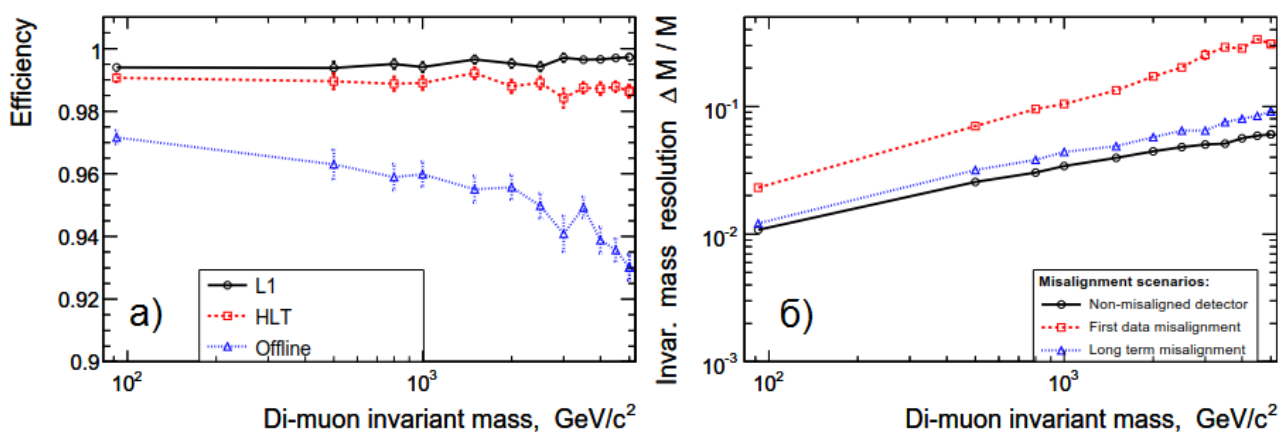 Efficiency
1
0.98
0.96
0.94
0.92
0.9
а)
L1
HLT
Offline
10²
10³
Di-muon invariant mass, GeV/c²
Invar. mass resolution Δ M / M
10⁻¹
10⁻²
10⁻³
б)
Misalignment scenarios:
Non-misaligned detector
First data misalignment
Long term misalignment
10²
10³
Di-muon invariant mass, GeV/c²